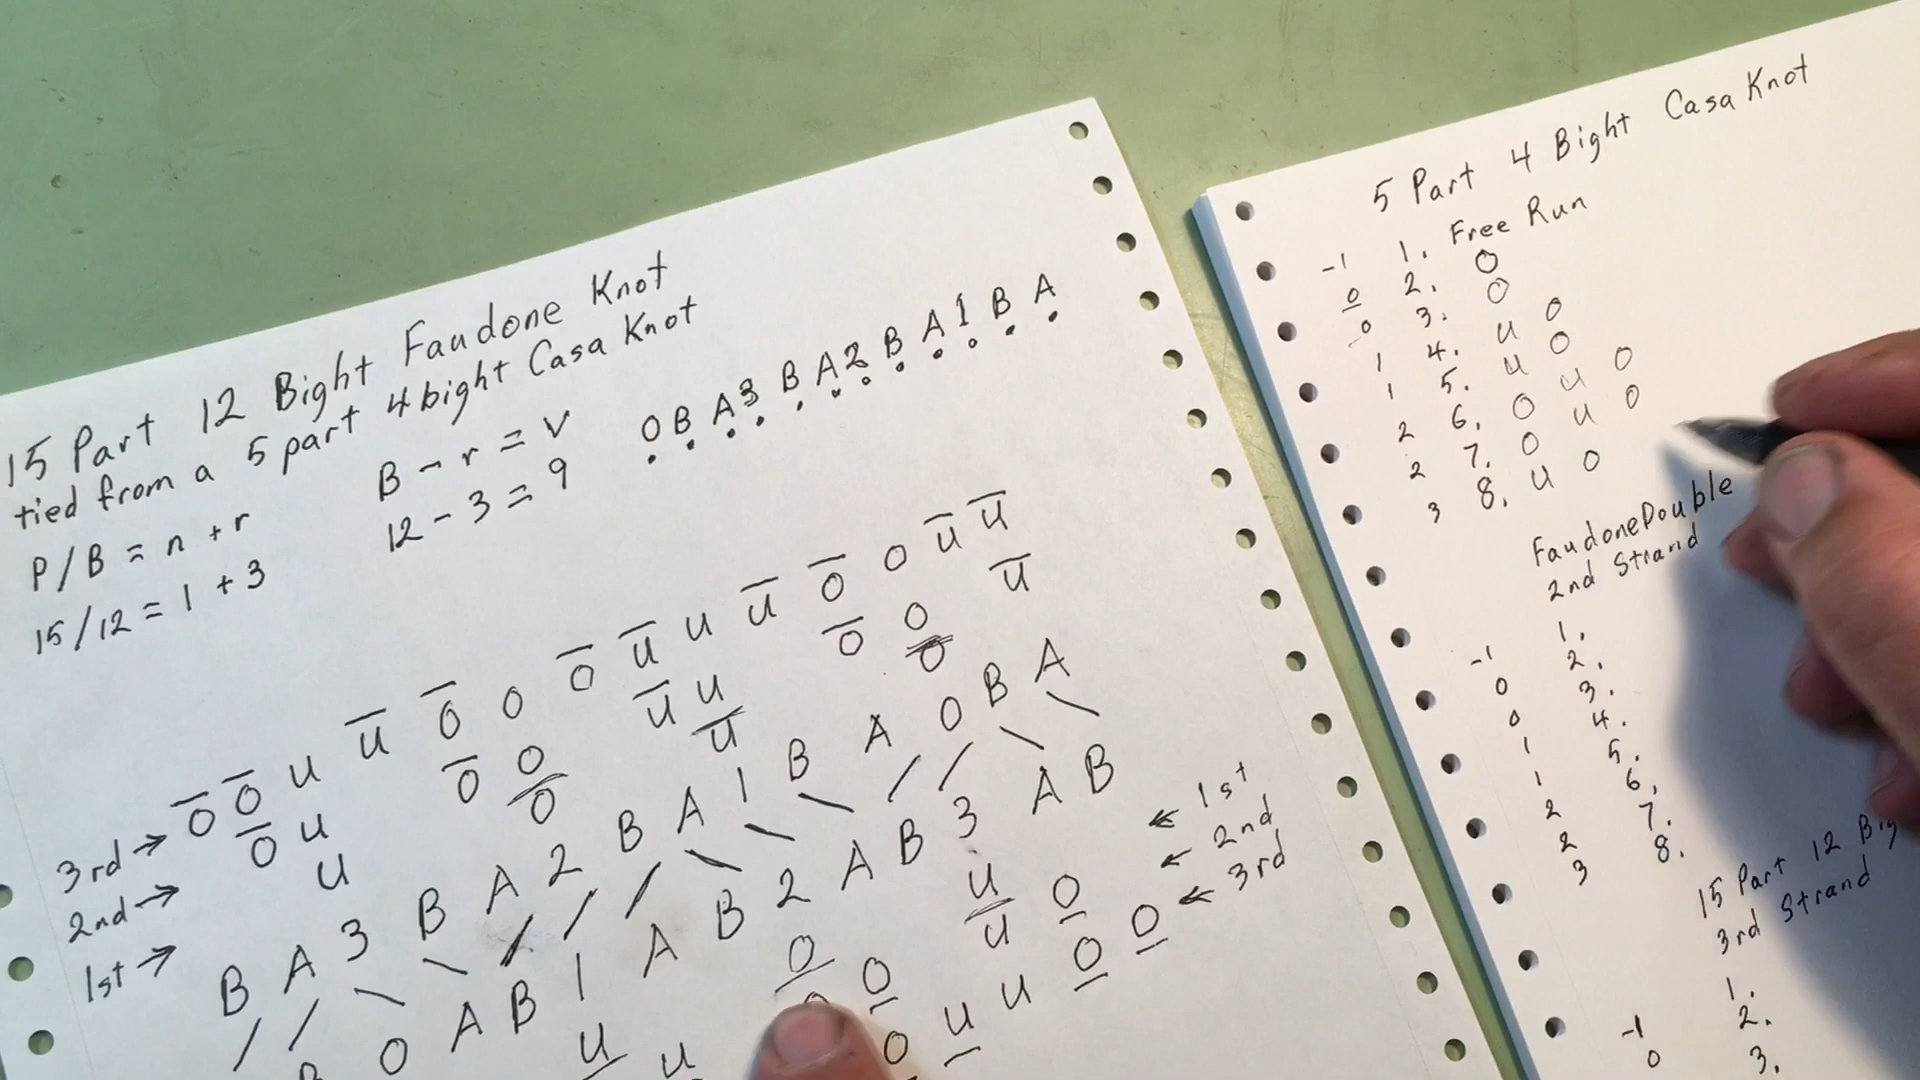 15 Part 12 Bight Faudone Knot
tied from a 5 part 4 bight Casa Knot
P/B = n + r
B - r = V
15/12 = 1 + 3
12 - 3 = 9
O B A 3 B A 2 B A 1 B A
3rd → O O U U O O O U U U O O U U
2nd → O U O O U U O O U
1st → U O U O
B A 3 B A 2 B A 1 B A O B A
B O A B 1 A B 2 A B 3 A B
← 1st
← 2nd
← 3rd
U O U
U O U O
O U U O O
5 Part 4 Bight Casa Knot
-1 1. Free Run
0 2. O
0 3. O
1 4. U O
1 5. U O
2 6. O U O
2 7. O U O
3 8. U O
Faudone Double
2nd Strand
1.
-1 2.
0 3.
0 4.
1 5.
1 6.
2 7.
2 8.
3
15 Part 12
3rd Strand
1.
-1 2.
0 3.